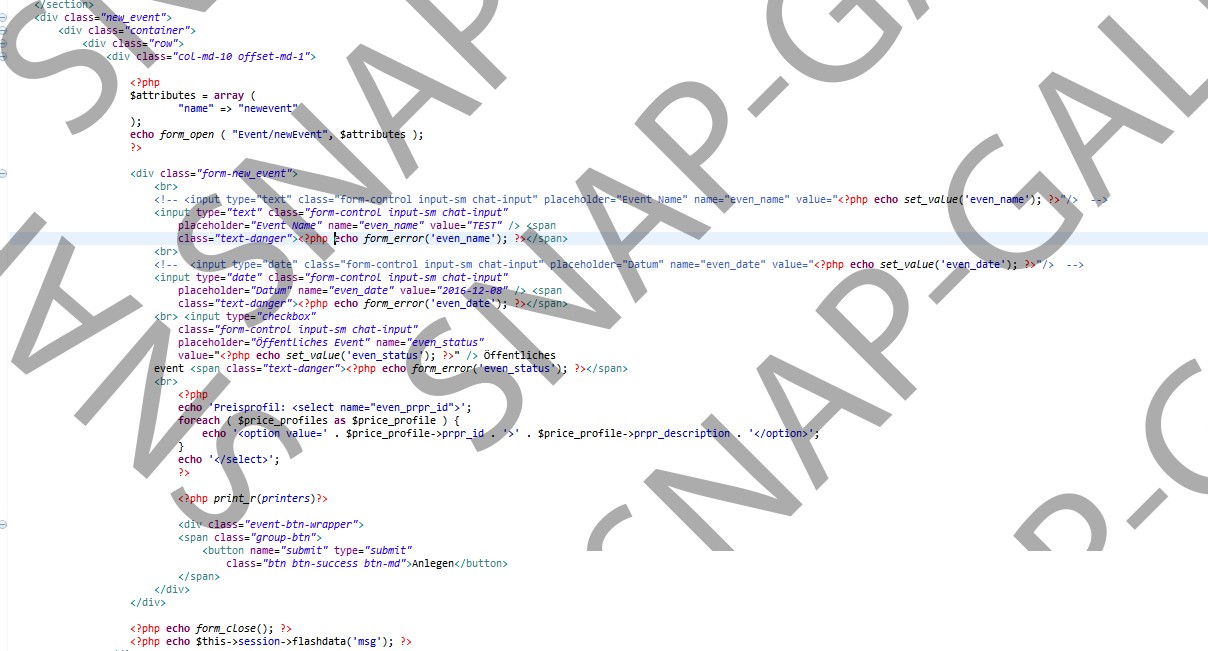 </section>
<div class="new_event">
<div class="container">
<div class="row">
<div class="col-md-10 offset-md-1">
<?php
$attributes = array (
"name" => "newevent"
);
echo form_open ( "Event/newEvent", $attributes );
?>
<div class="form-new_event">
<br>
<!-- <input type="text" class="form-control input-sm chat-input" placeholder="Event Name" name="even_name" value="<?php echo set_value('even_name'); ?>"/> -->
<input type="text" class="form-control input-sm chat-input"
placeholder="Event Name" name="even_name" value="TEST" /> <span
class="text-danger"><?php echo form_error('even_name'); ?></span>
<br>
<!-- <input type="date" class="form-control input-sm chat-input" placeholder="Datum" name="even_date" value="<?php echo set_value('even_date'); ?>"/> -->
<input type="date" class="form-control input-sm chat-input"
placeholder="Datum" name="even_date" value="2016-12-08" /> <span
class="text-danger"><?php echo form_error('even_date'); ?></span>
<br> <input type="checkbox"
class="form-control input-sm chat-input"
placeholder="Öffentliches Event" name="even_status"
value="<?php echo set_value('even_status'); ?>" /> Öffentliches
event <span class="text-danger"><?php echo form_error('even_status'); ?></span>
<br>
<?php
echo 'Preisprofil: <select name="even_prpr_id">';
foreach ( $price_profiles as $price_profile ) {
echo '<option value=' . $price_profile->prpr_id . '>' . $price_profile->prpr_description . '</option>';
}
echo '</select>';
?>
<?php print_r(printers)?>
<div class="event-btn-wrapper">
<span class="group-btn">
<button name="submit" type="submit"
class="btn btn-success btn-md">Anlegen</button>
</span>
</div>
</div>
<?php echo form_close(); ?>
<?php echo $this->session->flashdata('msg'); ?>
SNAP-GAL
SNAP-GAL
SNAP-G